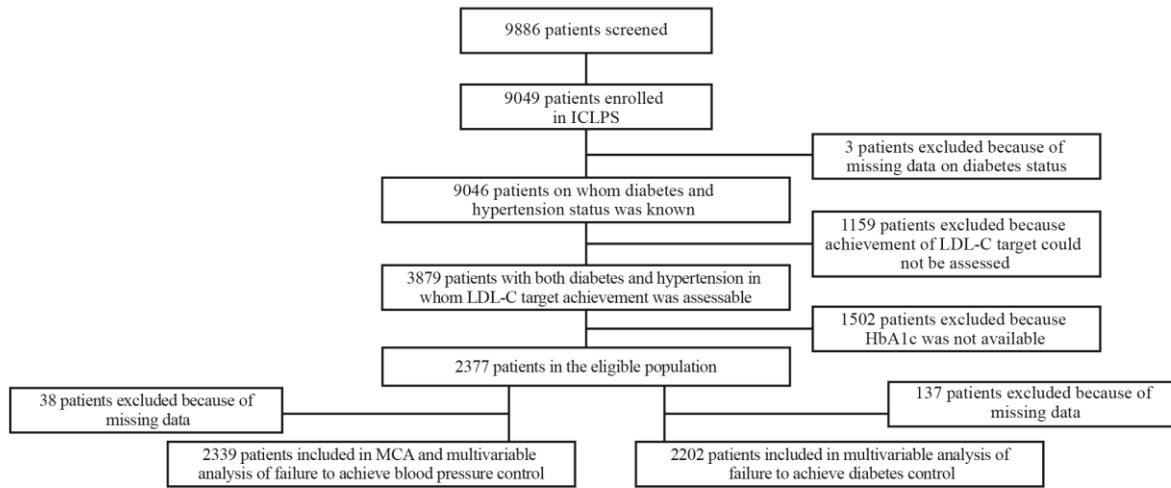 9886 patients screened
9049 patients enrolled
in ICLPS
3 patients excluded because of
missing data on diabetes status
9046 patients on whom diabetes and
hypertension status was known
1159 patients excluded because
achievement of LDL-C target could
not be assessed
3879 patients with both diabetes and hypertension in
whom LDL-C target achievement was assessable
1502 patients excluded because
HbA1c was not available
2377 patients in the eligible population
38 patients excluded because of
missing data
137 patients excluded because of
missing data
2339 patients included in MCA and multivariable
analysis of failure to achieve blood pressure control
2202 patients included in multivariable analysis of
failure to achieve diabetes control